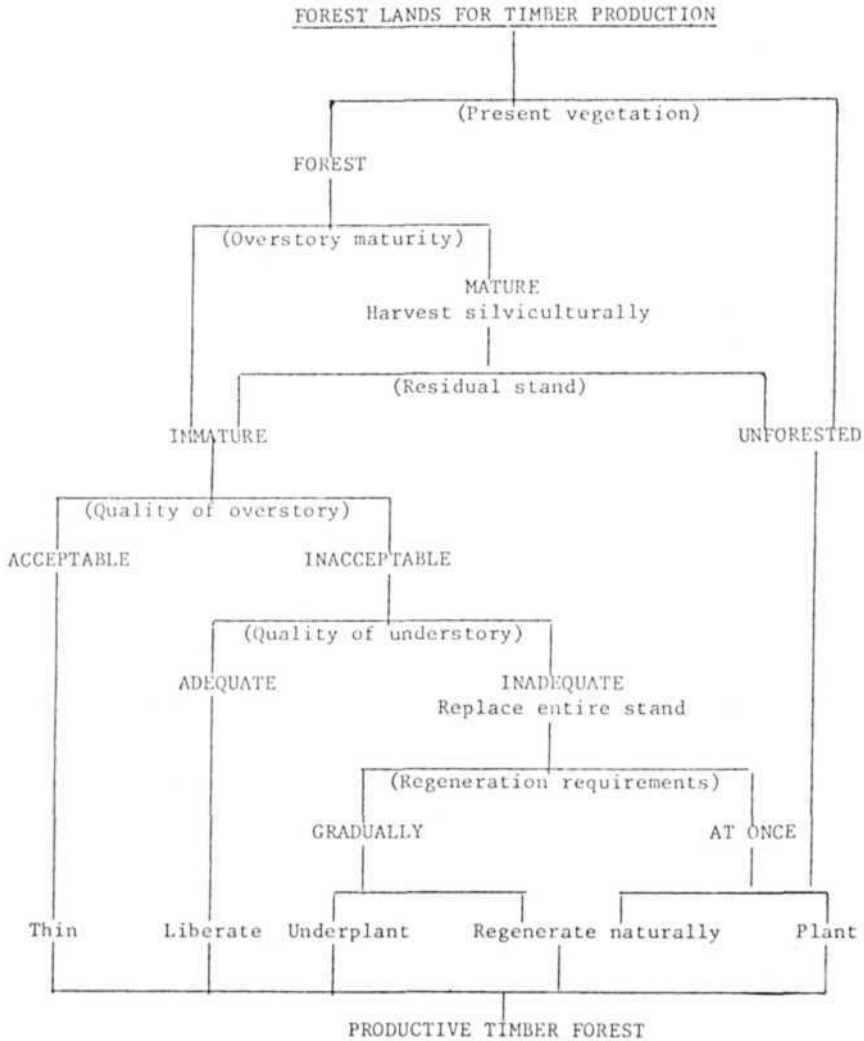 FOREST LANDS FOR TIMBER PRODUCTION
(Present vegetation)
FOREST
(Overstory maturity)
MATURE
Harvest silviculturally
(Residual stand)
IMMATURE UNFORESTED
(Quality of overstory)
ACCEPTABLE INACCEPTABLE
(Quality of understory)
ADEQUATE INADEQUATE
Replace entire stand
(Regeneration requirements)
GRADUALLY AT ONCE
Thin Liberate Underplant Regenerate naturally Plant
PRODUCTIVE TIMBER FOREST